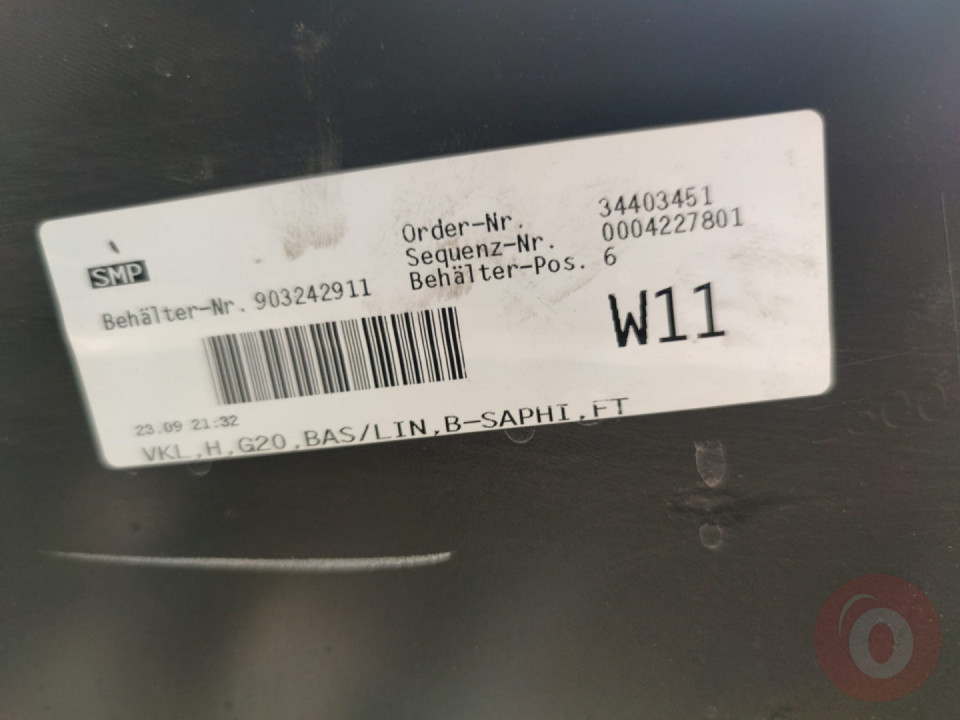 SMP
Order-Nr. 34403451
Sequenz-Nr. 0004227801
Behälter-Pos. 6
Behälter-Nr. 903242911
W11
23.09 21:32
VKL,H,G20,BAS/LIN,B-SAPHI,FT